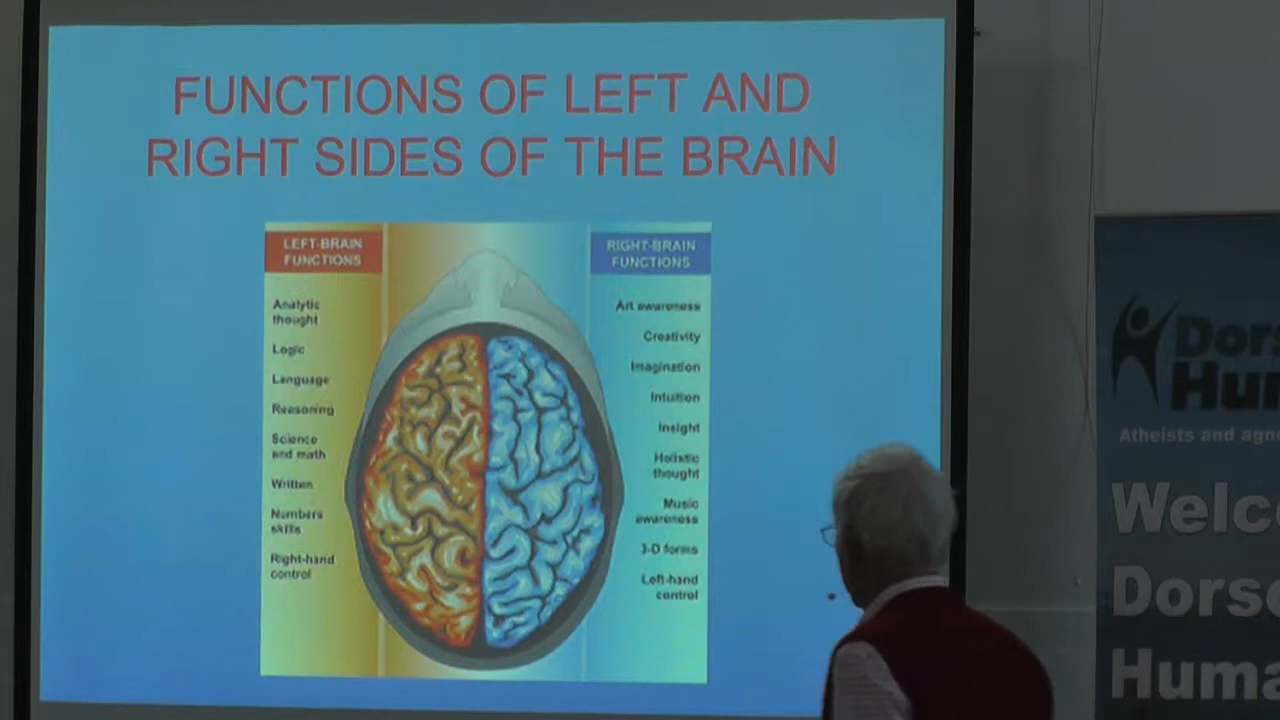 FUNCTIONS OF LEFT AND
RIGHT SIDES OF THE BRAIN
LEFT-BRAIN
FUNCTIONS
Analytic
thought
Logic
Language
Reasoning
Science
and math
Written
Numbers
skills
Right-hand
control
RIGHT-BRAIN
FUNCTIONS
Art awareness
Creativity
Imagination
Intuition
Insight
Holistic
thought
Music
awareness
3-D forms
Left-hand
control
Dors
Hum
Atheists and agn
Welc
Dorse
Huma